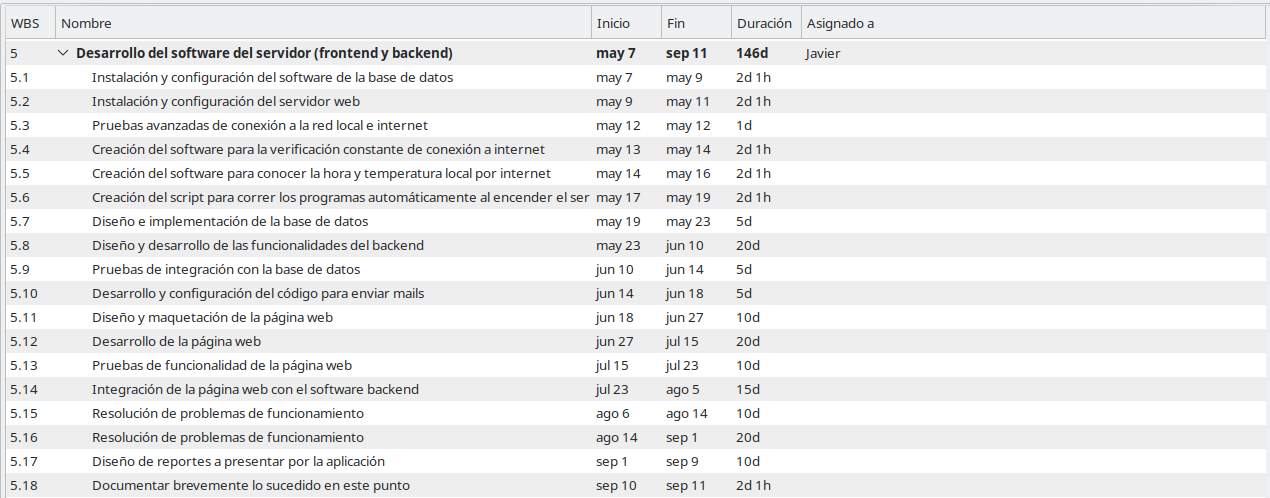 WBS Nombre Inicio Fin Duración Asignado a
5 Desarrollo del software del servidor (frontend y backend) may 7 sep 11 146d Javier
5.1 Instalación y configuración del software de la base de datos may 7 may 9 2d 1h
5.2 Instalación y configuración del servidor web may 9 may 11 2d 1h
5.3 Pruebas avanzadas de conexión a la red local e internet may 12 may 12 1d
5.4 Creación del software para la verificación constante de conexión a internet may 13 may 14 2d 1h
5.5 Creación del software para conocer la hora y temperatura local por internet may 14 may 16 2d 1h
5.6 Creación del script para correr los programas automáticamente al encender el ser may 17 may 19 2d 1h
5.7 Diseño e implementación de la base de datos may 19 may 23 5d
5.8 Diseño y desarrollo de las funcionalidades del backend may 23 jun 10 20d
5.9 Pruebas de integración con la base de datos jun 10 jun 14 5d
5.10 Desarrollo y configuración del código para enviar mails jun 14 jun 18 5d
5.11 Diseño y maquetación de la página web jun 18 jun 27 10d
5.12 Desarrollo de la página web jun 27 jul 15 20d
5.13 Pruebas de funcionalidad de la página web jul 15 jul 23 10d
5.14 Integración de la página web con el software backend jul 23 ago 5 15d
5.15 Resolución de problemas de funcionamiento ago 6 ago 14 10d
5.16 Resolución de problemas de funcionamiento ago 14 sep 1 20d
5.17 Diseño de reportes a presentar por la aplicación sep 1 sep 9 10d
5.18 Documentar brevemente lo sucedido en este punto sep 10 sep 11 2d 1h